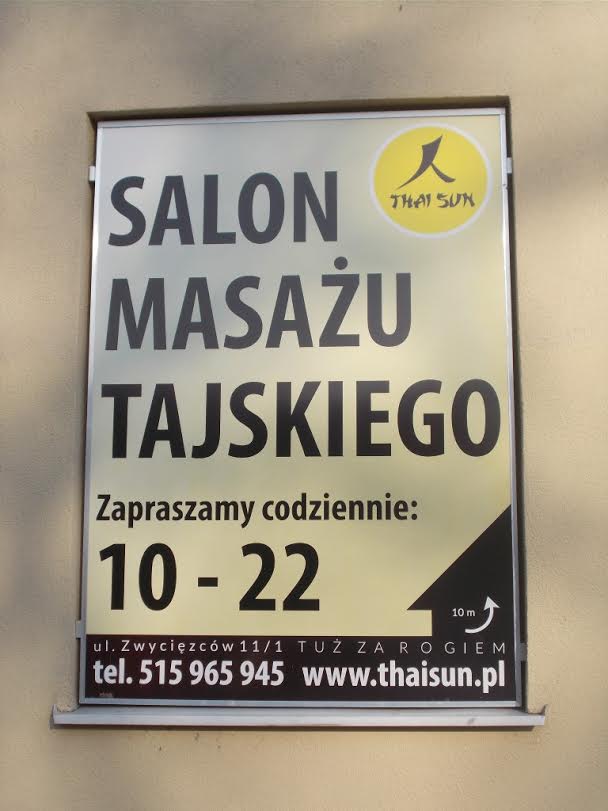 THAI SUN
SALON
MASAŻU
TAJSKIEGO
Zapraszamy codziennie:
10 - 22
10 m
ul. Zwycięzców 11/1 TUŻ ZA ROGIEM
tel. 515 965 945 www.thaisun.pl